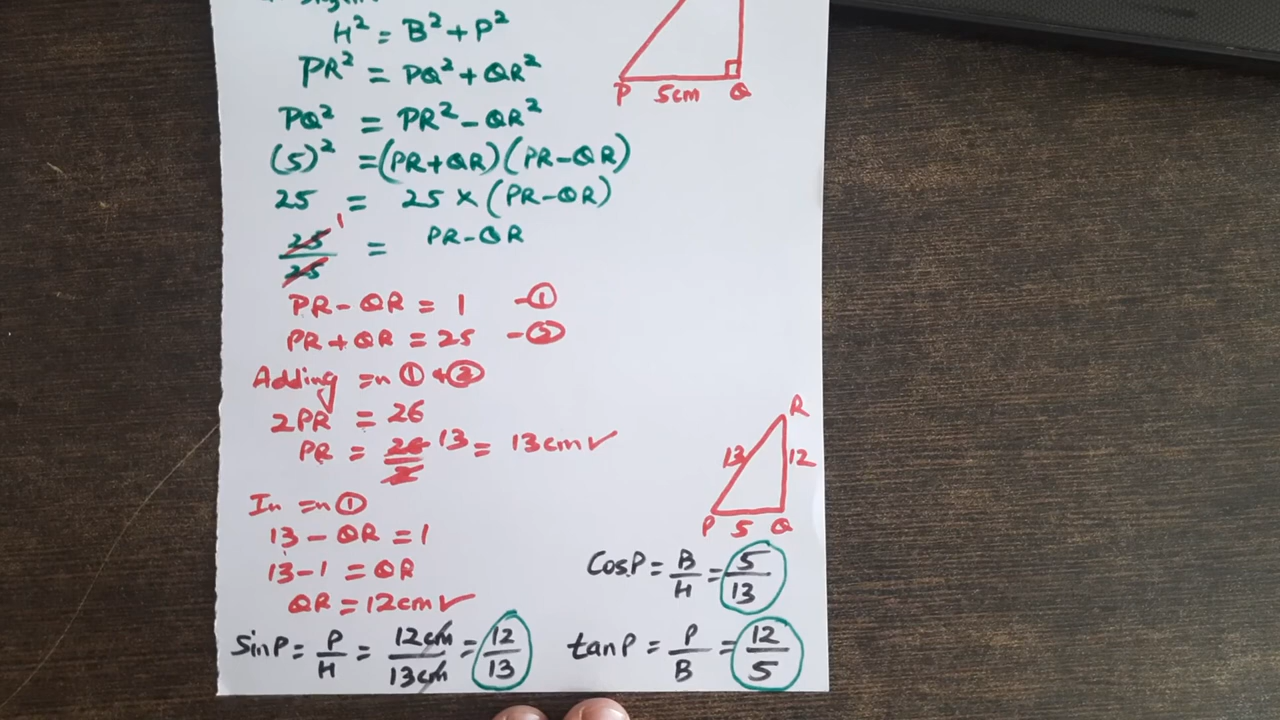 H² = B² + P²
PR² = PQ² + QR²
P 5cm Q
PQ² = PR² - QR²
(5)² = (PR+QR)(PR-QR)
25 = 25 × (PR-QR)
25/25 1 = PR-QR
PR - QR = 1 -①
PR + QR = 25 -②
Adding =n ① + ②
2PR = 26
PR = 26/2 13 = 13cm ✓
In =n ①
13 - QR = 1
13-1 = QR
QR = 12cm ✓
R
13 12
P 5 Q
CosP = B/H = 5/13
SinP = P/H = 12cm/13cm = 12/13
tanP = P/B = 12/5